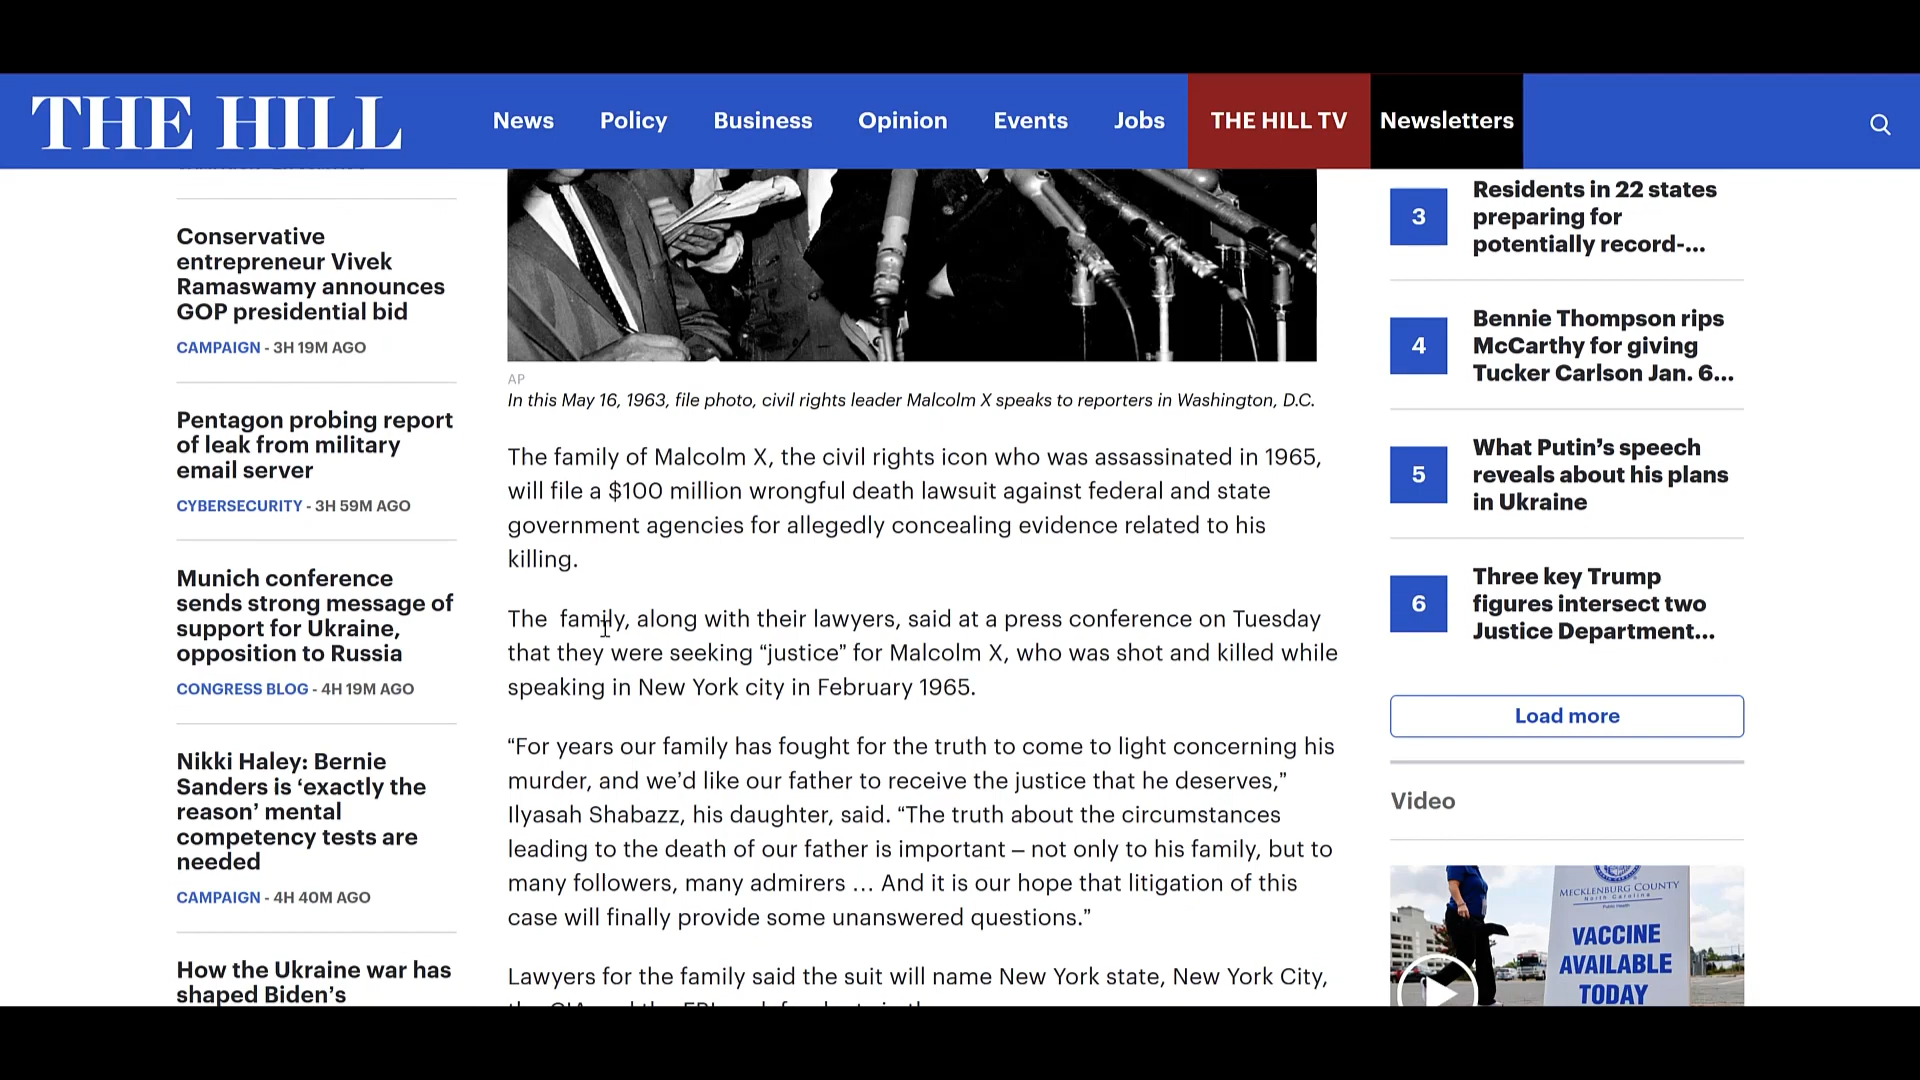 THE HILL
News
Policy
Business
Opinion
Events
Jobs
THE HILL TV
Newsletters
Conservative
entrepreneur Vivek
Ramaswamy announces
GOP presidential bid
CAMPAIGN - 3H 19M AGO
Pentagon probing report
of leak from military
email server
CYBERSECURITY - 3H 59M AGO
Munich conference
sends strong message of
support for Ukraine,
opposition to Russia
CONGRESS BLOG - 4H 19M AGO
Nikki Haley: Bernie
Sanders is ‘exactly the
reason’ mental
competency tests are
needed
CAMPAIGN - 4H 40M AGO
How the Ukraine war has
shaped Biden’s
AP
In this May 16, 1963, file photo, civil rights leader Malcolm X speaks to reporters in Washington, D.C.
The family of Malcolm X, the civil rights icon who was assassinated in 1965,
will file a $100 million wrongful death lawsuit against federal and state
government agencies for allegedly concealing evidence related to his
killing.
The family, along with their lawyers, said at a press conference on Tuesday
that they were seeking “justice” for Malcolm X, who was shot and killed while
speaking in New York city in February 1965.
“For years our family has fought for the truth to come to light concerning his
murder, and we’d like our father to receive the justice that he deserves,”
Ilyasah Shabazz, his daughter, said. “The truth about the circumstances
leading to the death of our father is important – not only to his family, but to
many followers, many admirers … And it is our hope that litigation of this
case will finally provide some unanswered questions.”
Lawyers for the family said the suit will name New York state, New York City,
3
Residents in 22 states
preparing for
potentially record-...
4
Bennie Thompson rips
McCarthy for giving
Tucker Carlson Jan. 6...
5
What Putin’s speech
reveals about his plans
in Ukraine
6
Three key Trump
figures intersect two
Justice Department...
Load more
Video
MECKLENBURG COUNTY
North Carolina
Public Health
VACCINE
AVAILABLE
TODAY